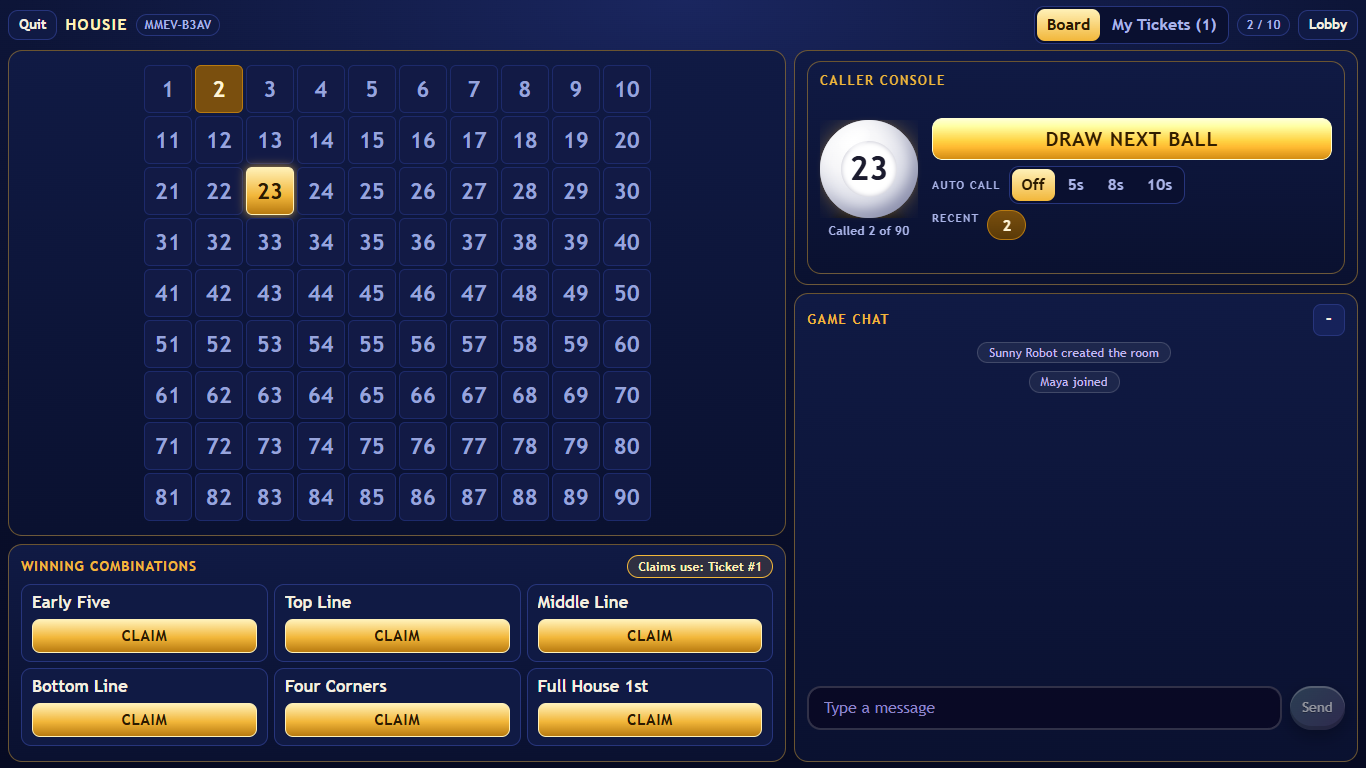 Quit HOUSIE MMEV-B3AV Board My Tickets (1) 2 / 10 Lobby
1 2 3 4 5 6 7 8 9 10
11 12 13 14 15 16 17 18 19 20
21 22 23 24 25 26 27 28 29 30
31 32 33 34 35 36 37 38 39 40
41 42 43 44 45 46 47 48 49 50
51 52 53 54 55 56 57 58 59 60
61 62 63 64 65 66 67 68 69 70
71 72 73 74 75 76 77 78 79 80
81 82 83 84 85 86 87 88 89 90
WINNING COMBINATIONS Claims use: Ticket #1
Early Five Top Line Middle Line
CLAIM CLAIM CLAIM
Bottom Line Four Corners Full House 1st
CLAIM CLAIM CLAIM
CALLER CONSOLE
23
Called 2 of 90
DRAW NEXT BALL
AUTO CALL Off 5s 8s 10s
RECENT 2
GAME CHAT -
Sunny Robot created the room
Maya joined
Type a message Send